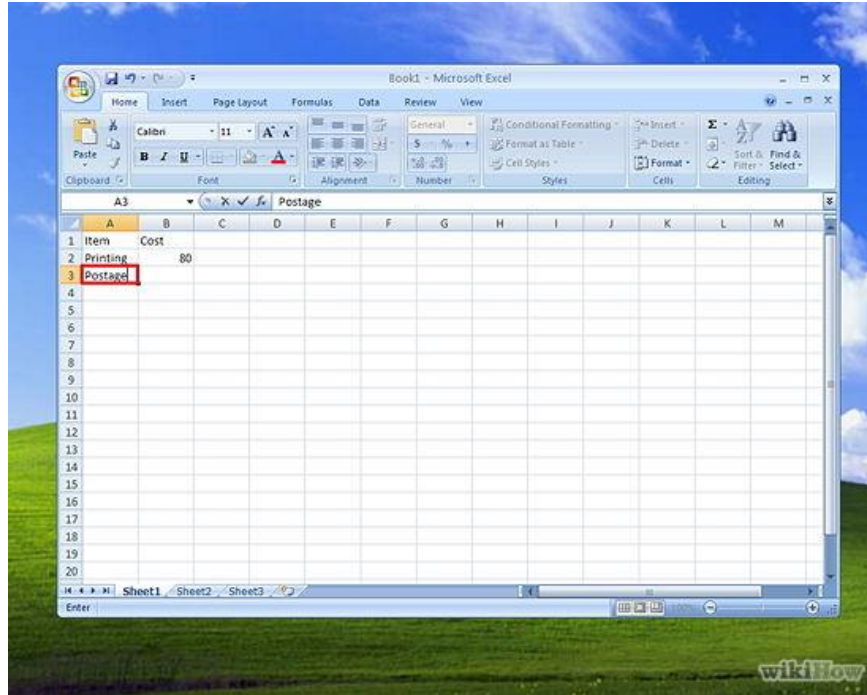 Book1 - Microsoft Excel
Home Insert Page Layout Formulas Data Review View
Paste
Calibri 11 A A
B I U A
General
$ % ,
Conditional Formatting
Format as Table
Cell Styles
Insert
Delete
Format
Σ
Sort & Filter
Find & Select
Clipboard Font Alignment Number Styles Cells Editing
A3 fx Postage
A B C D E F G H I J K L M
1 Item Cost
2 Printing 80
3 Postage
4
5
6
7
8
9
10
11
12
13
14
15
16
17
18
19
20
Sheet1 Sheet2 Sheet3
Enter 100%
wikiHow